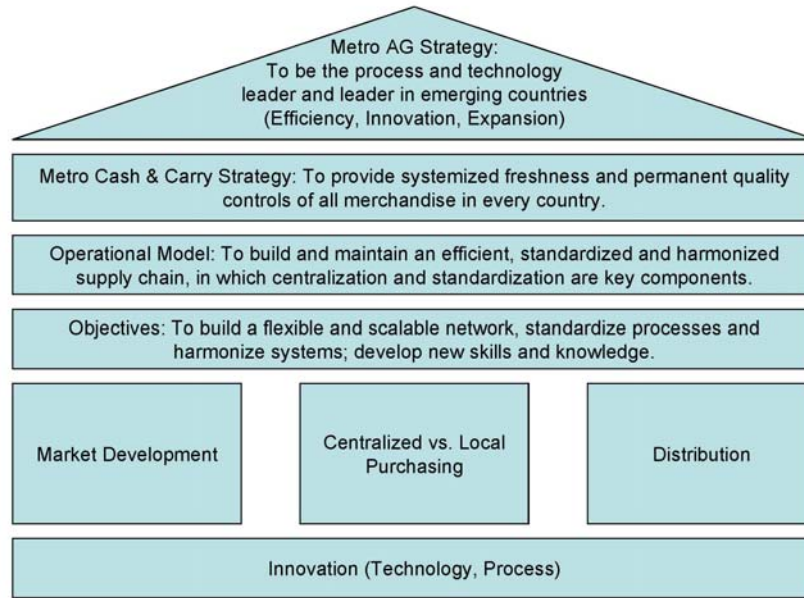 Metro AG Strategy:
To be the process and technology
leader and leader in emerging countries
(Efficiency, Innovation, Expansion)
Metro Cash & Carry Strategy: To provide systemized freshness and permanent quality
controls of all merchandise in every country.
Operational Model: To build and maintain an efficient, standardized and harmonized
supply chain, in which centralization and standardization are key components.
Objectives: To build a flexible and scalable network, standardize processes and
harmonize systems; develop new skills and knowledge.
Market Development
Centralized vs. Local
Purchasing
Distribution
Innovation (Technology, Process)